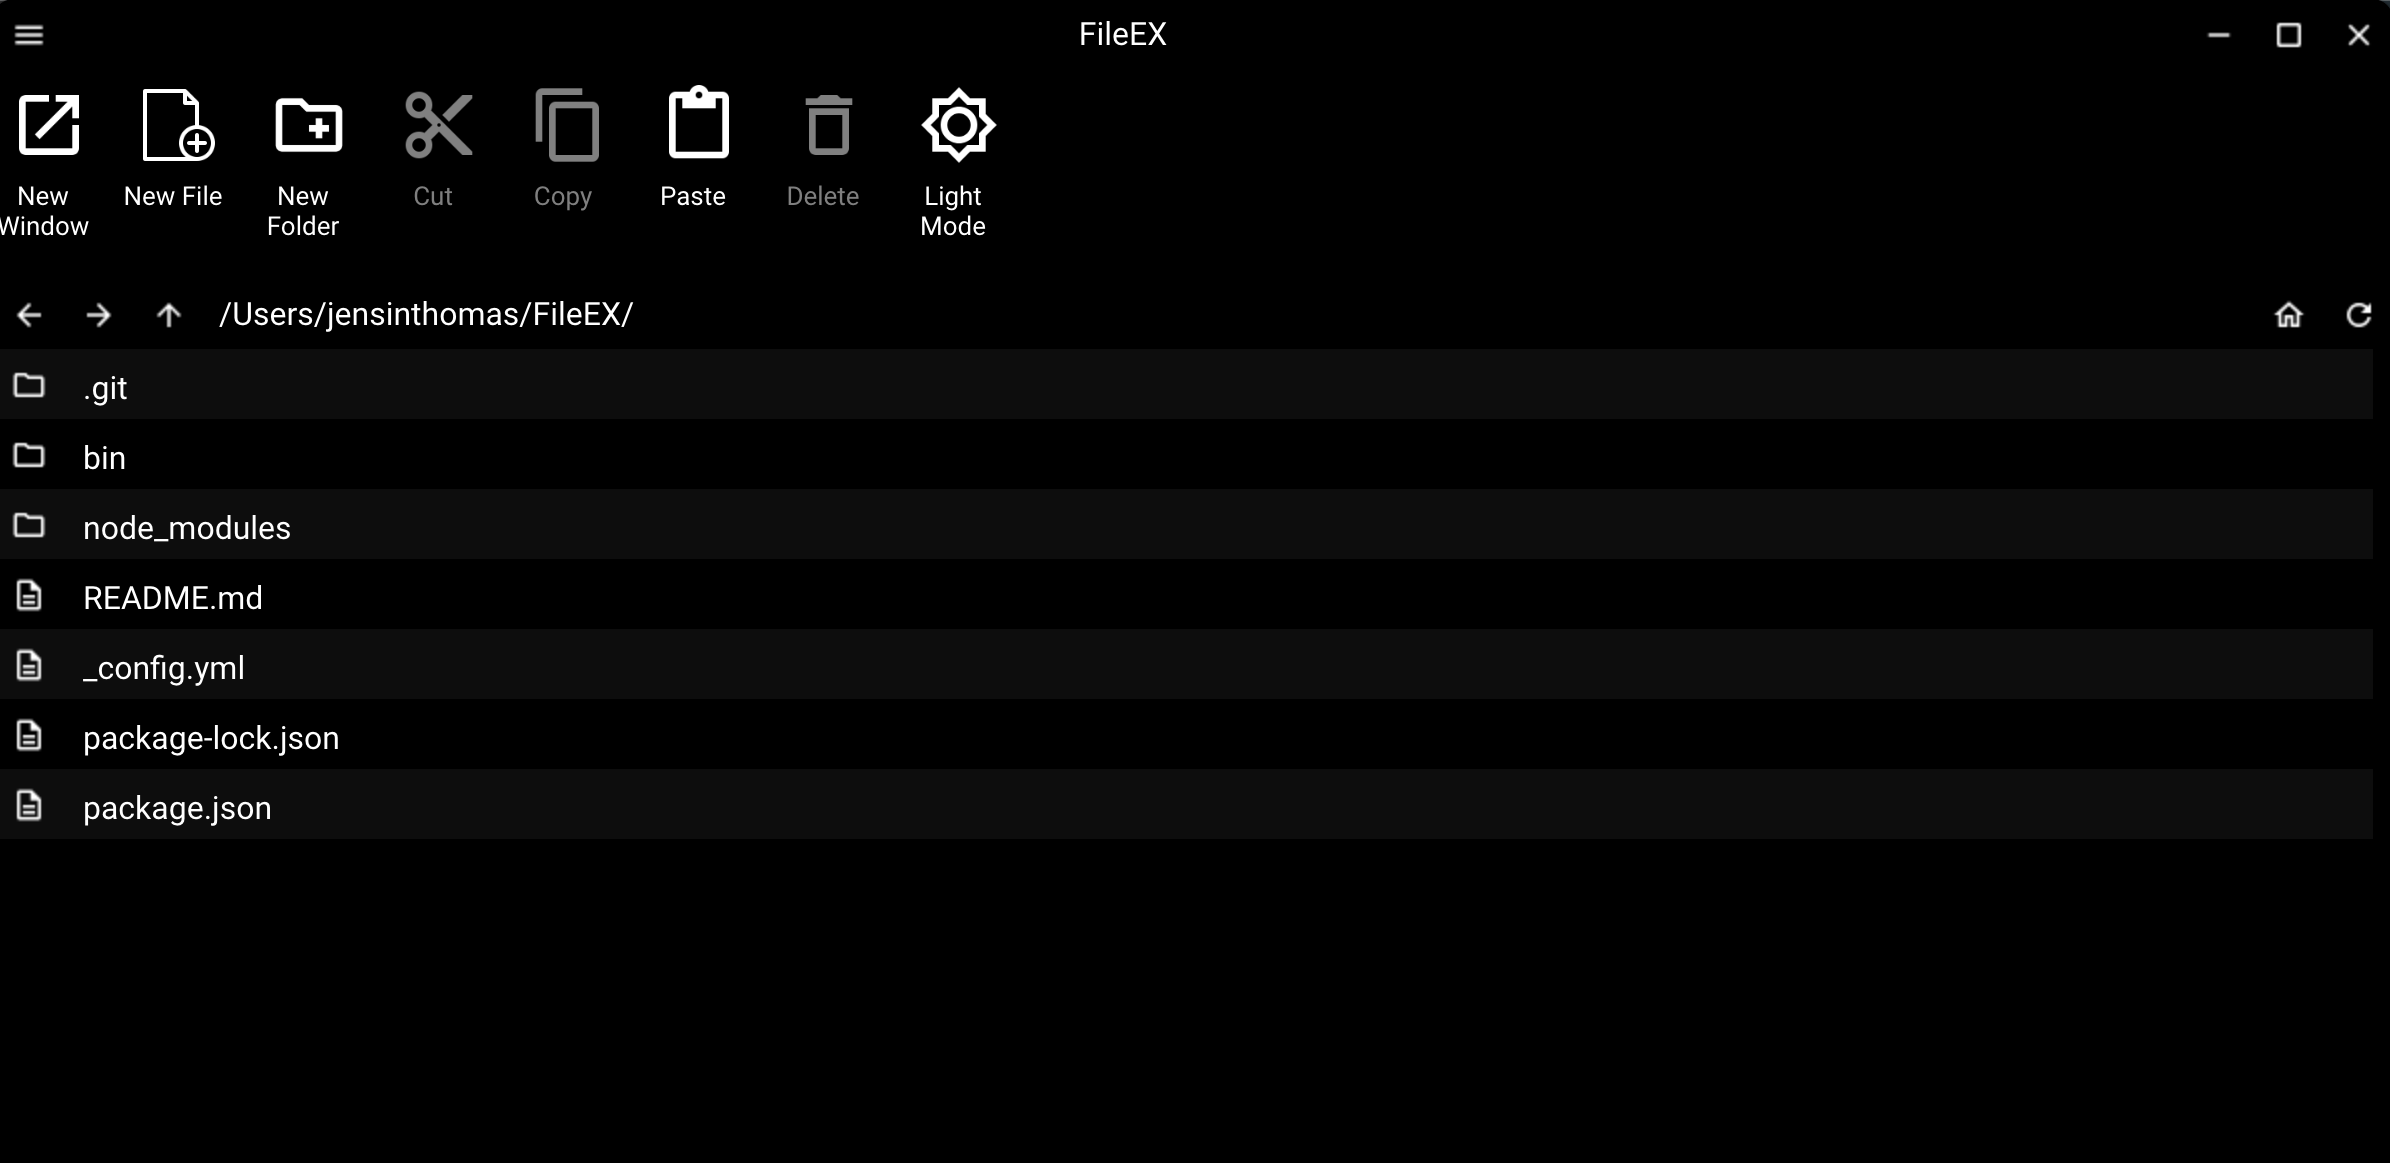 FileEX
New Window
New File
New Folder
Cut
Copy
Paste
Delete
Light Mode
/Users/jensinthomas/FileEX/
.git
bin
node_modules
README.md
_config.yml
package-lock.json
package.json